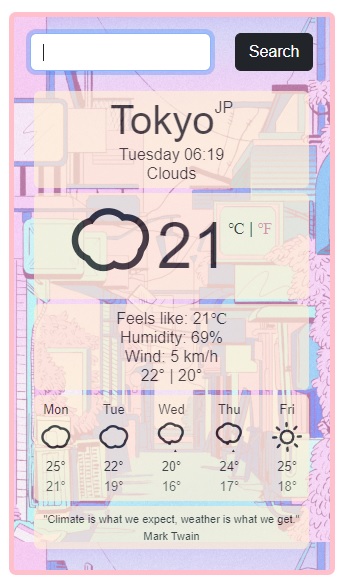 Search
Tokyo JP
Tuesday 06:19
Clouds
21 °C | °F
Feels like: 21℃
Humidity: 69%
Wind: 5 km/h
22° | 20°
Mon Tue Wed Thu Fri
25° 22° 20° 24° 25°
21° 19° 16° 17° 18°
"Climate is what we expect, weather is what we get."
Mark Twain